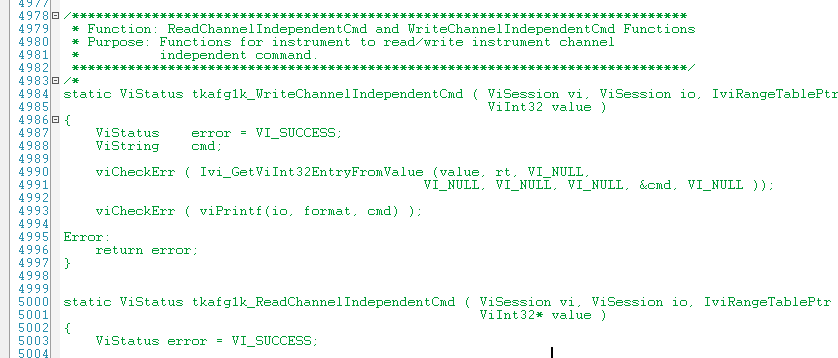 4977
4978 /*****************************************************************************
4979  * Function: ReadChannelIndependentCmd and WriteChannelIndependentCmd Functions
4980  * Purpose: Functions for instrument to read/write instrument channel
4981  *          independent command.
4982  *****************************************************************************/
4983 /*
4984 static ViStatus tkafg1k_WriteChannelIndependentCmd ( ViSession vi, ViSession io, IviRangeTablePtr
4985                                                      ViInt32 value )
4986 {
4987     ViStatus    error = VI_SUCCESS;
4988     ViString    cmd;
4989
4990     viCheckErr ( Ivi_GetViInt32EntryFromValue (value, rt, VI_NULL,
4991                                              VI_NULL, VI_NULL, VI_NULL, &cmd, VI_NULL ));
4992
4993     viCheckErr ( viPrintf(io, format, cmd) );
4994
4995 Error:
4996     return error;
4997 }
4998
4999
5000 static ViStatus tkafg1k_ReadChannelIndependentCmd ( ViSession vi, ViSession io, IviRangeTablePtr
5001                                                     ViInt32* value )
5002 {
5003     ViStatus error = VI_SUCCESS;
5004